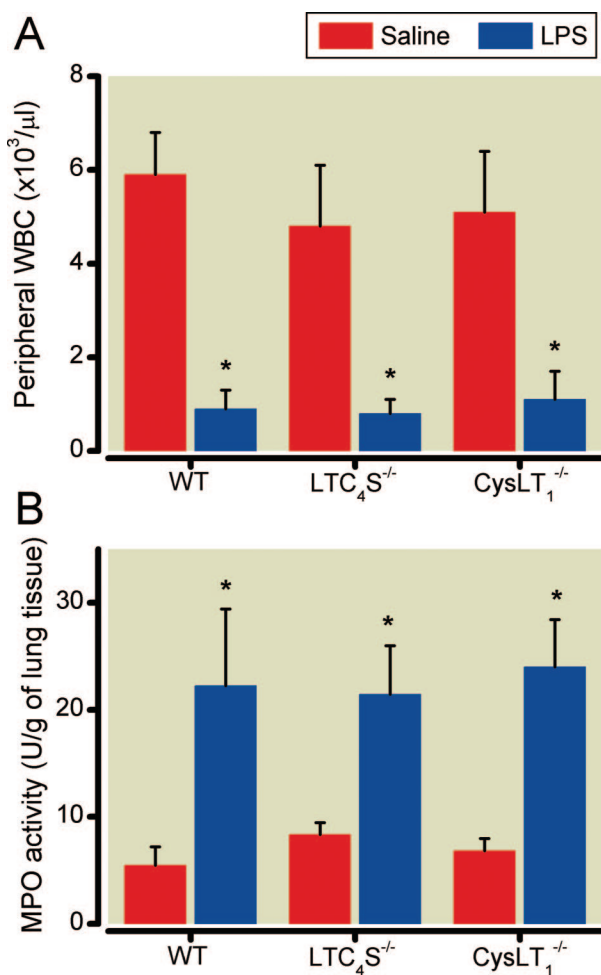 A
Saline LPS
Peripheral WBC (x10³/µl)
8
6
4
2
0
* * *
WT LTC₄S⁻/⁻ CysLT₁⁻/⁻
B
MPO activity (U/g of lung tissue)
30
20
10
0
* * *
WT LTC₄S⁻/⁻ CysLT₁⁻/⁻